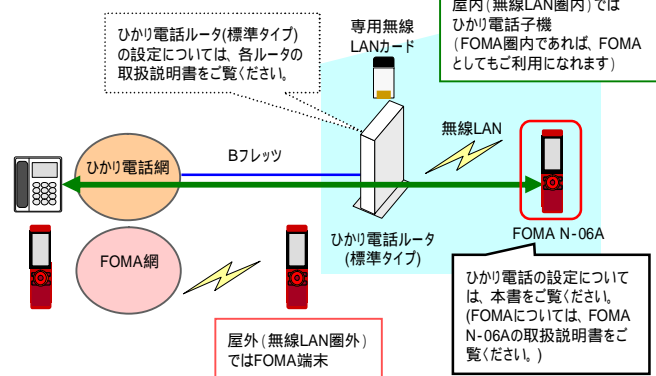 屋内(無線LAN圏内)では
ひかり電話子機
(FOMA圏内であれば、FOMA
としてもご利用になれます)
専用無線
LANカード
ひかり電話ルータ(標準タイプ)
の設定については、各ルータの
取扱説明書をご覧ください。
無線LAN
Bフレッツ
ひかり電話網
ひかり電話ルータ
(標準タイプ)
FOMA N-06A
FOMA網
ひかり電話の設定について
は、本書をご覧ください。
(FOMAについては、FOMA
N-06Aの取扱説明書をご
覧ください。)
屋外(無線LAN圏外)
ではFOMA端末